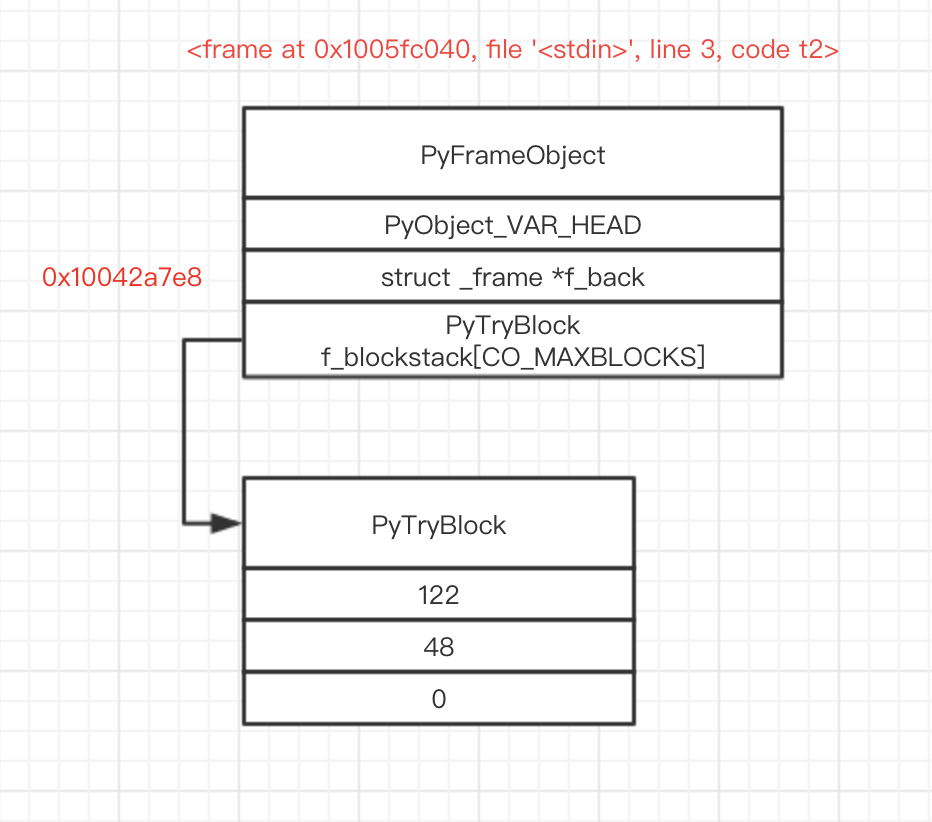 <frame at 0x1005fc040, file '<stdin>', line 3, code t2>
PyFrameObject
PyObject_VAR_HEAD
0x10042a7e8
struct _frame *f_back
PyTryBlock
f_blockstack[CO_MAXBLOCKS]
PyTryBlock
122
48
0